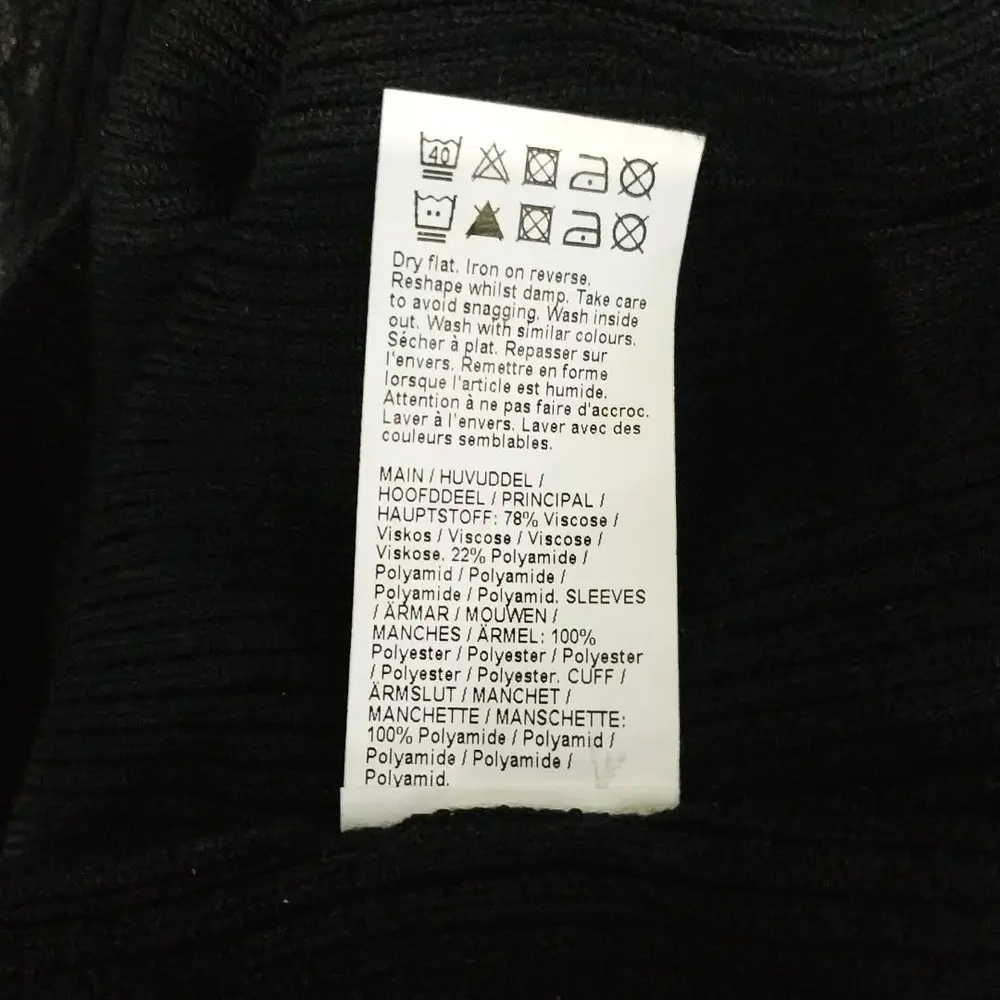 40
Dry flat. Iron on reverse.
Reshape whilst damp. Take care
to avoid snagging. Wash inside
out. Wash with similar colours.
Sécher à plat. Repasser sur
l'envers. Remettre en forme
lorsque l'article est humide.
Attention à ne pas faire d'accroc.
Laver à l'envers. Laver avec des
couleurs semblables.
MAIN / HUVUDDEL /
HOOFDDEEL / PRINCIPAL /
HAUPTSTOFF: 78% Viscose /
Viskos / Viscose / Viscose /
Viskose. 22% Polyamide /
Polyamid / Polyamide /
Polyamide / Polyamid. SLEEVES
/ ÄRMAR / MOUWEN /
MANCHES / ÄRMEL: 100%
Polyester / Polyester / Polyester
/ Polyester / Polyester. CUFF /
ÄRMSLUT / MANCHET /
MANCHETTE / MANSCHETTE:
100% Polyamide / Polyamid /
Polyamide / Polyamide /
Polyamid.